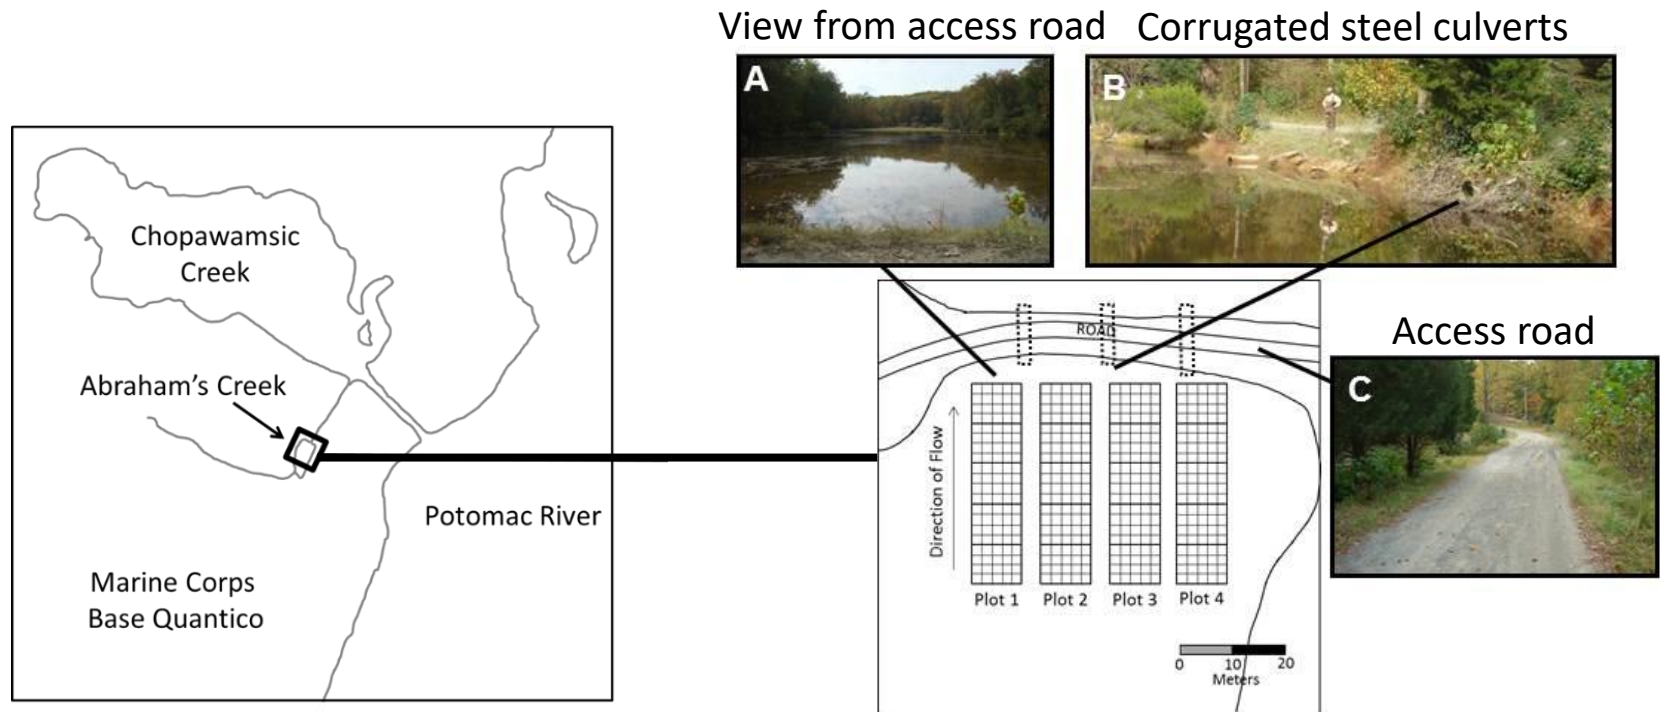 View from access road
Corrugated steel culverts
A
B
Chopawamsic
Creek
Abraham's Creek
Potomac River
Marine Corps
Base Quantico
ROAD
Access road
C
Direction of Flow
Plot 1
Plot 2
Plot 3
Plot 4
0
10
20
Meters